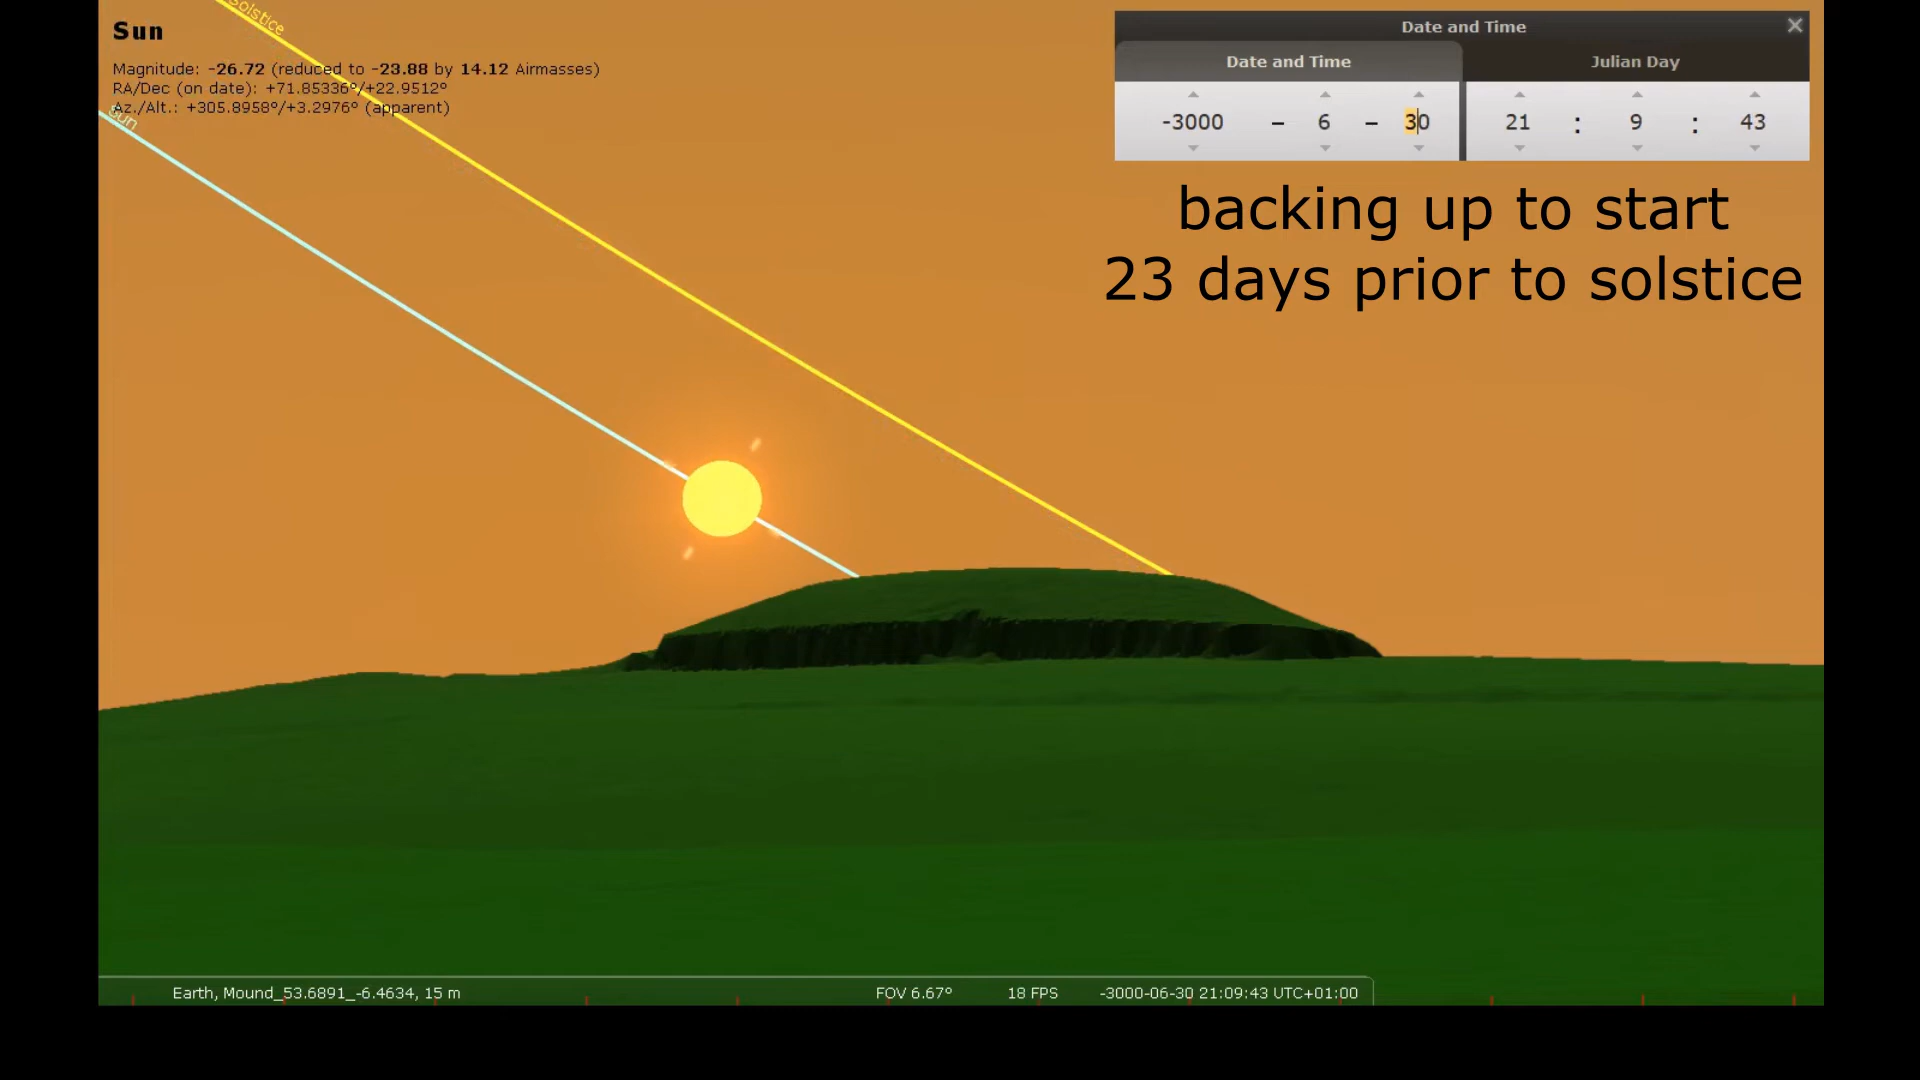 solstice
Sun
Magnitude: -26.72 (reduced to -23.88 by 14.12 Airmasses)
RA/Dec (on date): +71.85336°/+22.9512°
Az./Alt.: +305.8958°/+3.2976° (apparent)
sun
Date and Time
Date and Time
Julian Day
-3000 – 6 – 30 21 : 9 : 43
backing up to start
23 days prior to solstice
Earth, Mound_53.6891_-6.4634, 15 m FOV 6.67° 18 FPS -3000-06-30 21:09:43 UTC+01:00